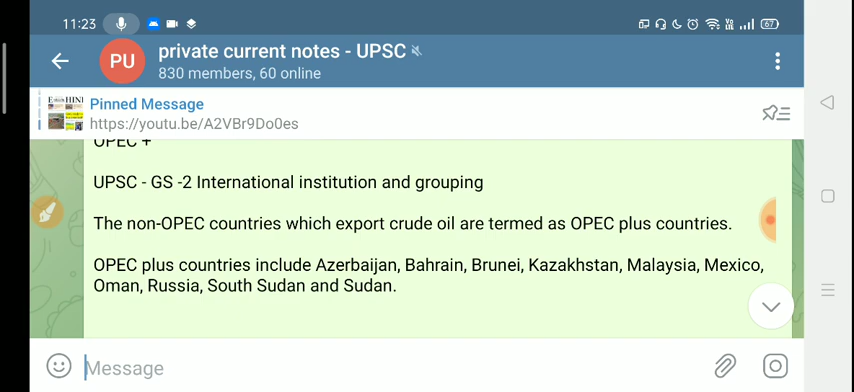 11:23
67
PU
private current notes - UPSC
830 members, 60 online
Pinned Message
https://youtu.be/A2VBr9Do0es
OPEC +
UPSC - GS -2 International institution and grouping
The non-OPEC countries which export crude oil are termed as OPEC plus countries.
OPEC plus countries include Azerbaijan, Bahrain, Brunei, Kazakhstan, Malaysia, Mexico,
Oman, Russia, South Sudan and Sudan.
Message